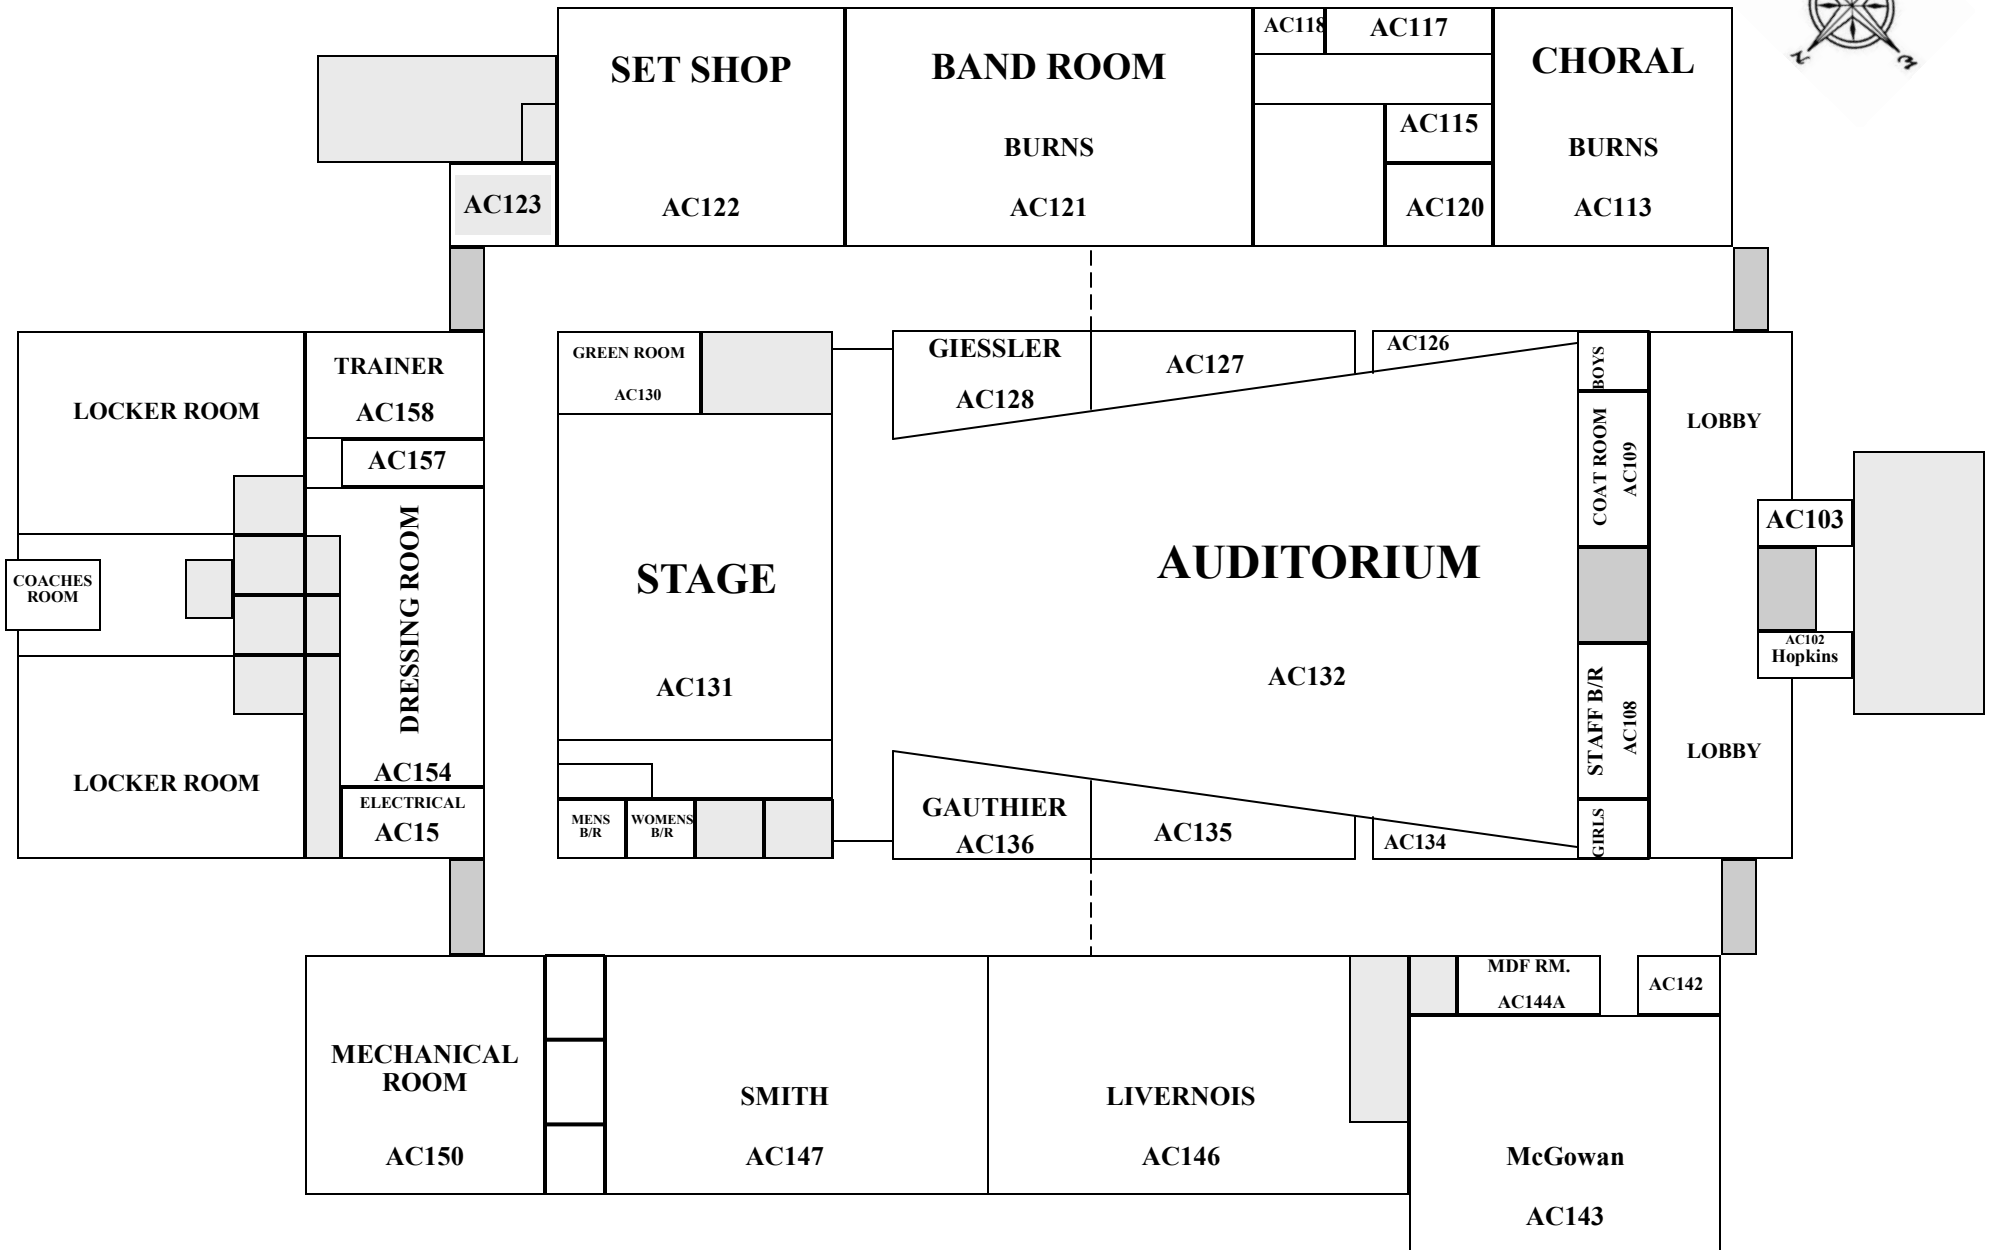 AC118
AC117
SET SHOP
BAND ROOM
CHORAL
N
AC115
BURNS
BURNS
AC123
AC122
AC121
AC120
AC113
GREEN ROOM
AC130
GIESSLER
AC128
AC127
AC126
BOYS
TRAINER
AC158
LOCKER ROOM
AC157
COAT ROOM
AC109
LOBBY
AC103
COACHES
ROOM
DRESSING ROOM
AC154
STAGE
AC131
AUDITORIUM
AC132
AC102
Hopkins
STAFF B/R
AC108
LOBBY
LOCKER ROOM
ELECTRICAL
AC15
MENS
B/R
WOMENS
B/R
GAUTHIER
AC136
AC135
AC134
GIRLS
MDF RM.
AC144A
AC142
MECHANICAL
ROOM
AC150
SMITH
AC147
LIVERNOIS
AC146
McGowan
AC143